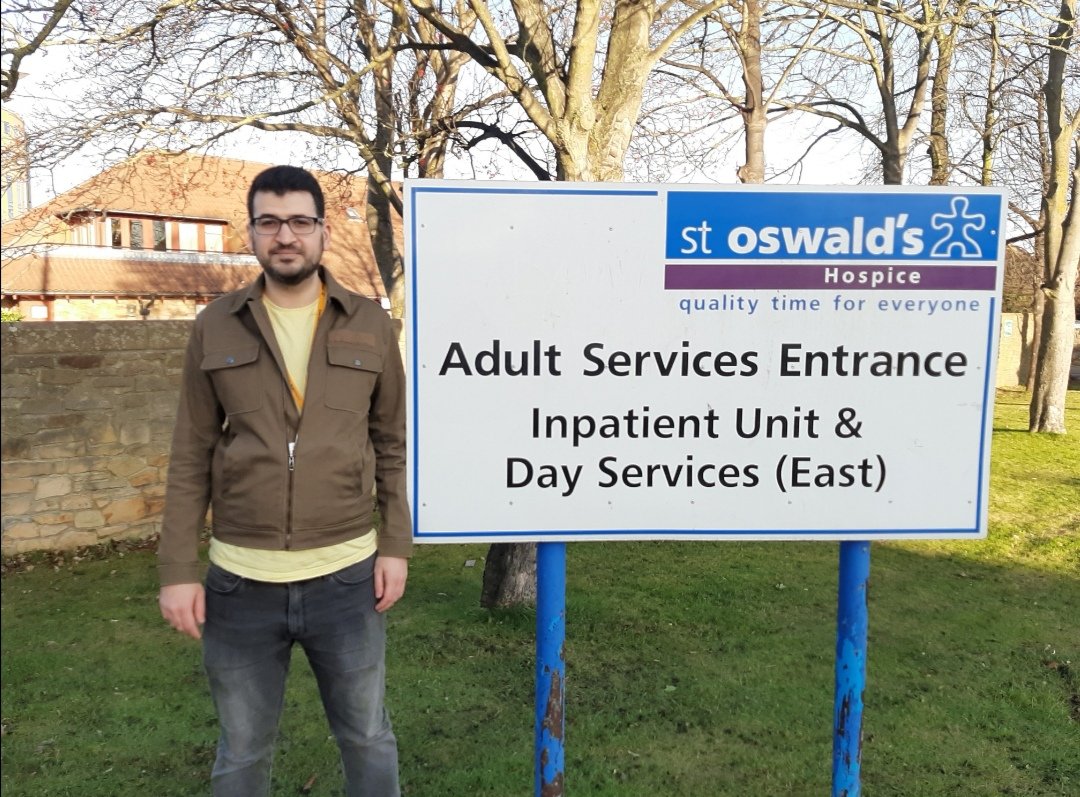 st oswald's
Hospice
quality time for everyone
Adult Services Entrance
Inpatient Unit &
Day Services (East)